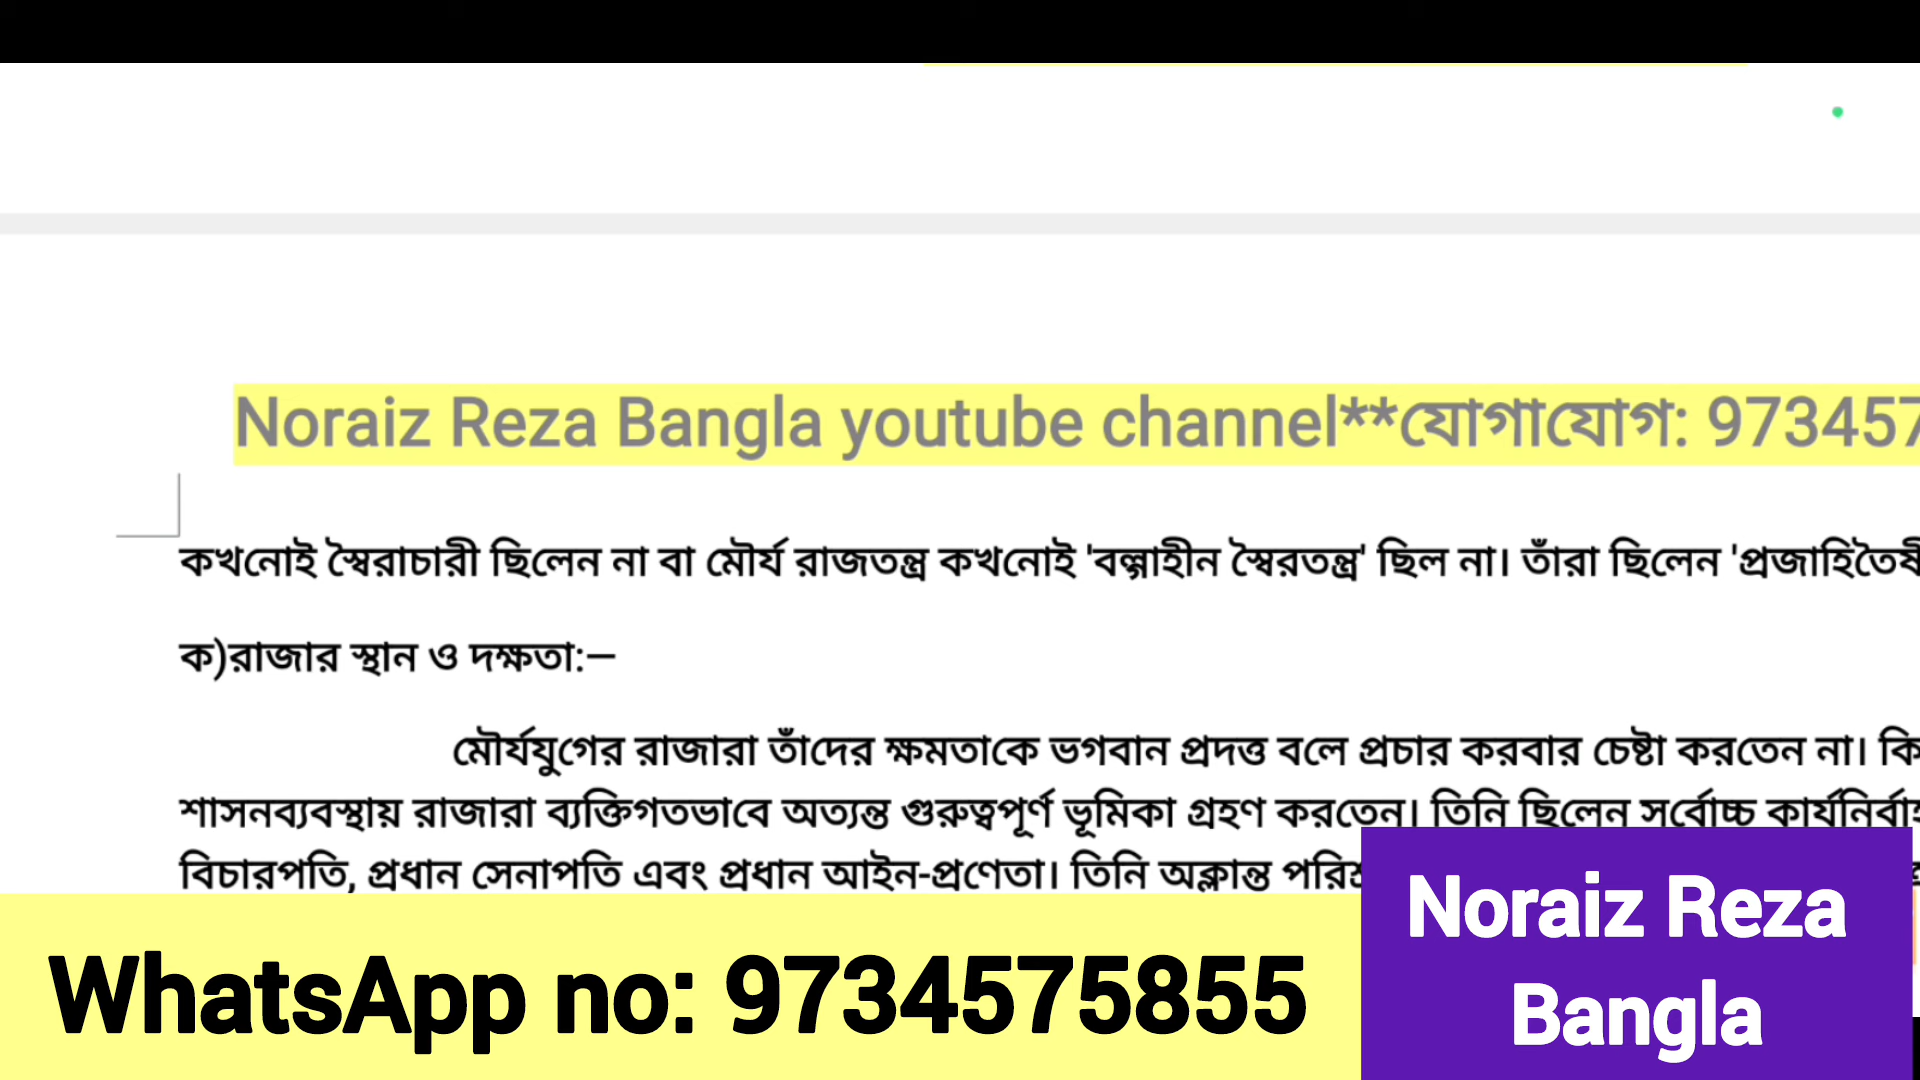 Noraiz Reza Bangla youtube channel**যোগাযোগ: 973457
কখনোই স্বৈরাচারী ছিলেন না বা মৌর্য রাজতন্ত্র কখনোই 'বল্গাহীন স্বৈরতন্ত্র' ছিল না। তাঁরা ছিলেন 'প্রজাহিতৈষী
ক)রাজার স্থান ও দক্ষতা:—
মৌর্যযুগের রাজারা তাঁদের ক্ষমতাকে ভগবান প্রদত্ত বলে প্রচার করবার চেষ্টা করতেন না। কি
শাসনব্যবস্থায় রাজারা ব্যক্তিগতভাবে অত্যন্ত গুরুত্বপূর্ণ ভূমিকা গ্রহণ করতেন। তিনি ছিলেন সর্বোচ্চ
বিচারপতি, প্রধান সেনাপতি এবং প্রধান আইন-প্রণেতা। তিনি অক্লান্ত
WhatsApp no: 9734575855
Noraiz Reza
Bangla